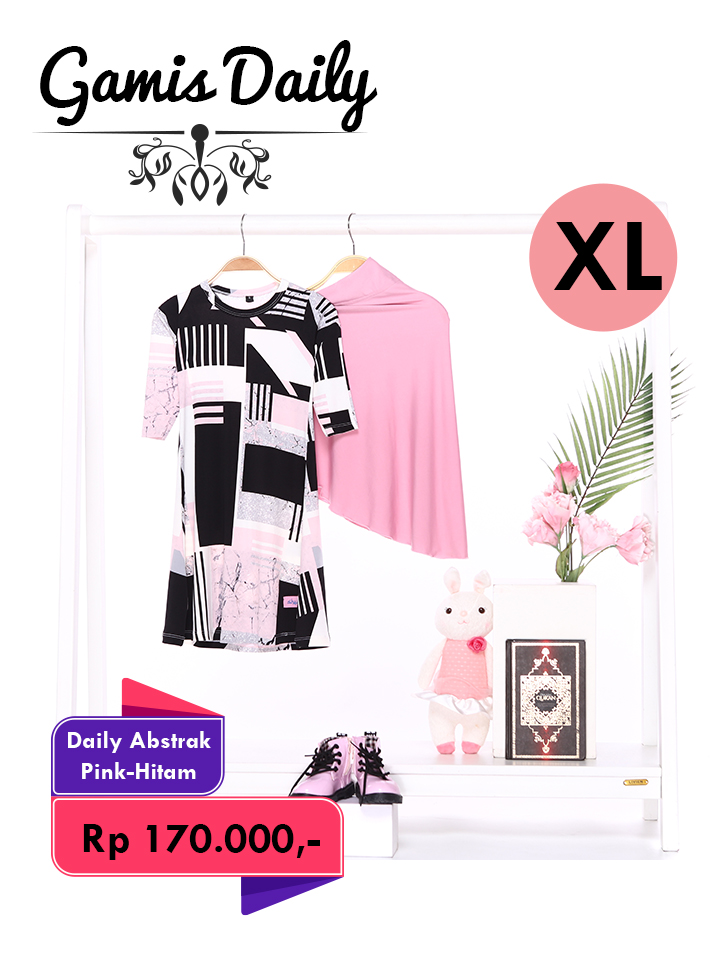 Gamis Daily
XL
Daily Abstrak
Pink-Hitam
Rp 170.000,-